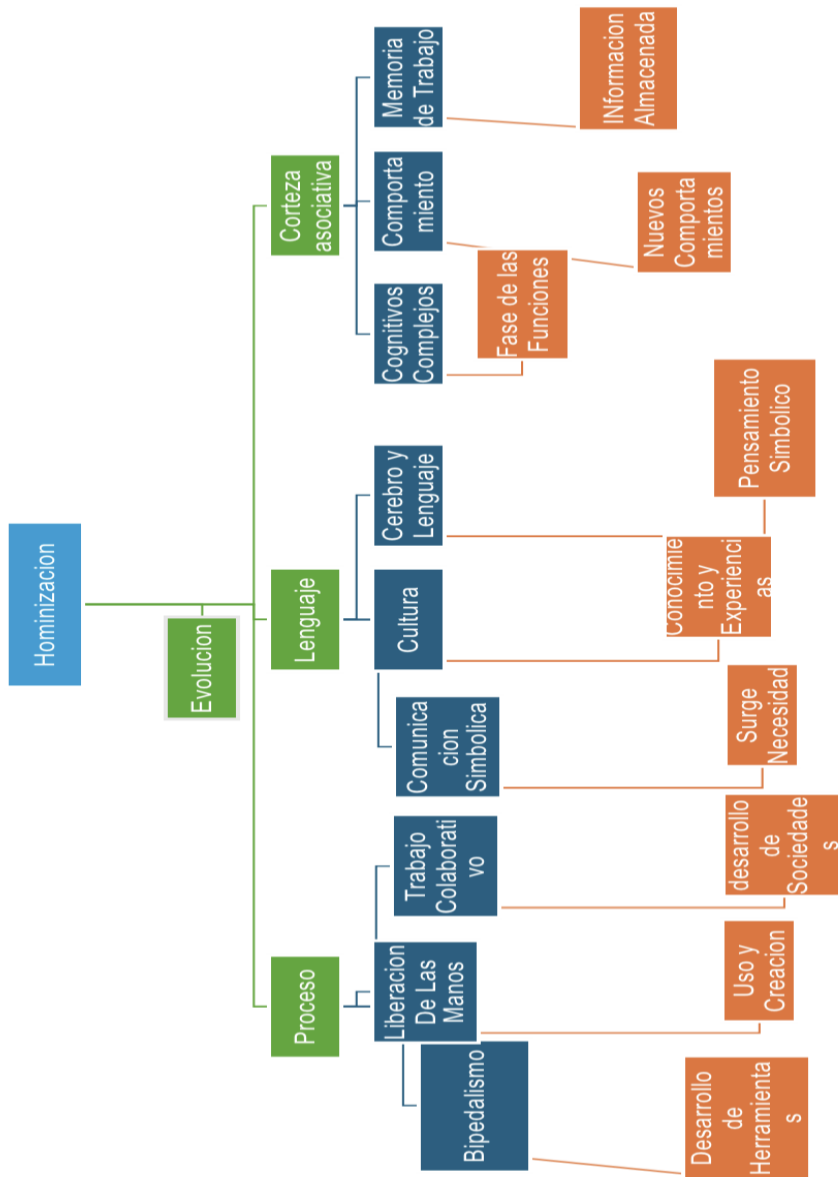 Hominizacion
Evolucion
Proceso
Lenguaje
Corteza
asociativa
Bipedalismo
Liberacion
De Las
Manos
Trabajo
Colaborati
vo
Comunica
cion
Simbolica
Cultura
Cerebro y
Lenguaje
Cognitivos
Complejos
Comporta
miento
Memoria
de Trabajo
Desarrollo
de
Herramienta
s
Uso y
Creacion
desarrollo
de
Sociedade
s
Surge
Necesidad
Conocimie
nto y
Experienci
as
Pensamiento
Simbolico
Fase de las
Funciones
Nuevos
Comporta
mientos
INformacion
Almacenada